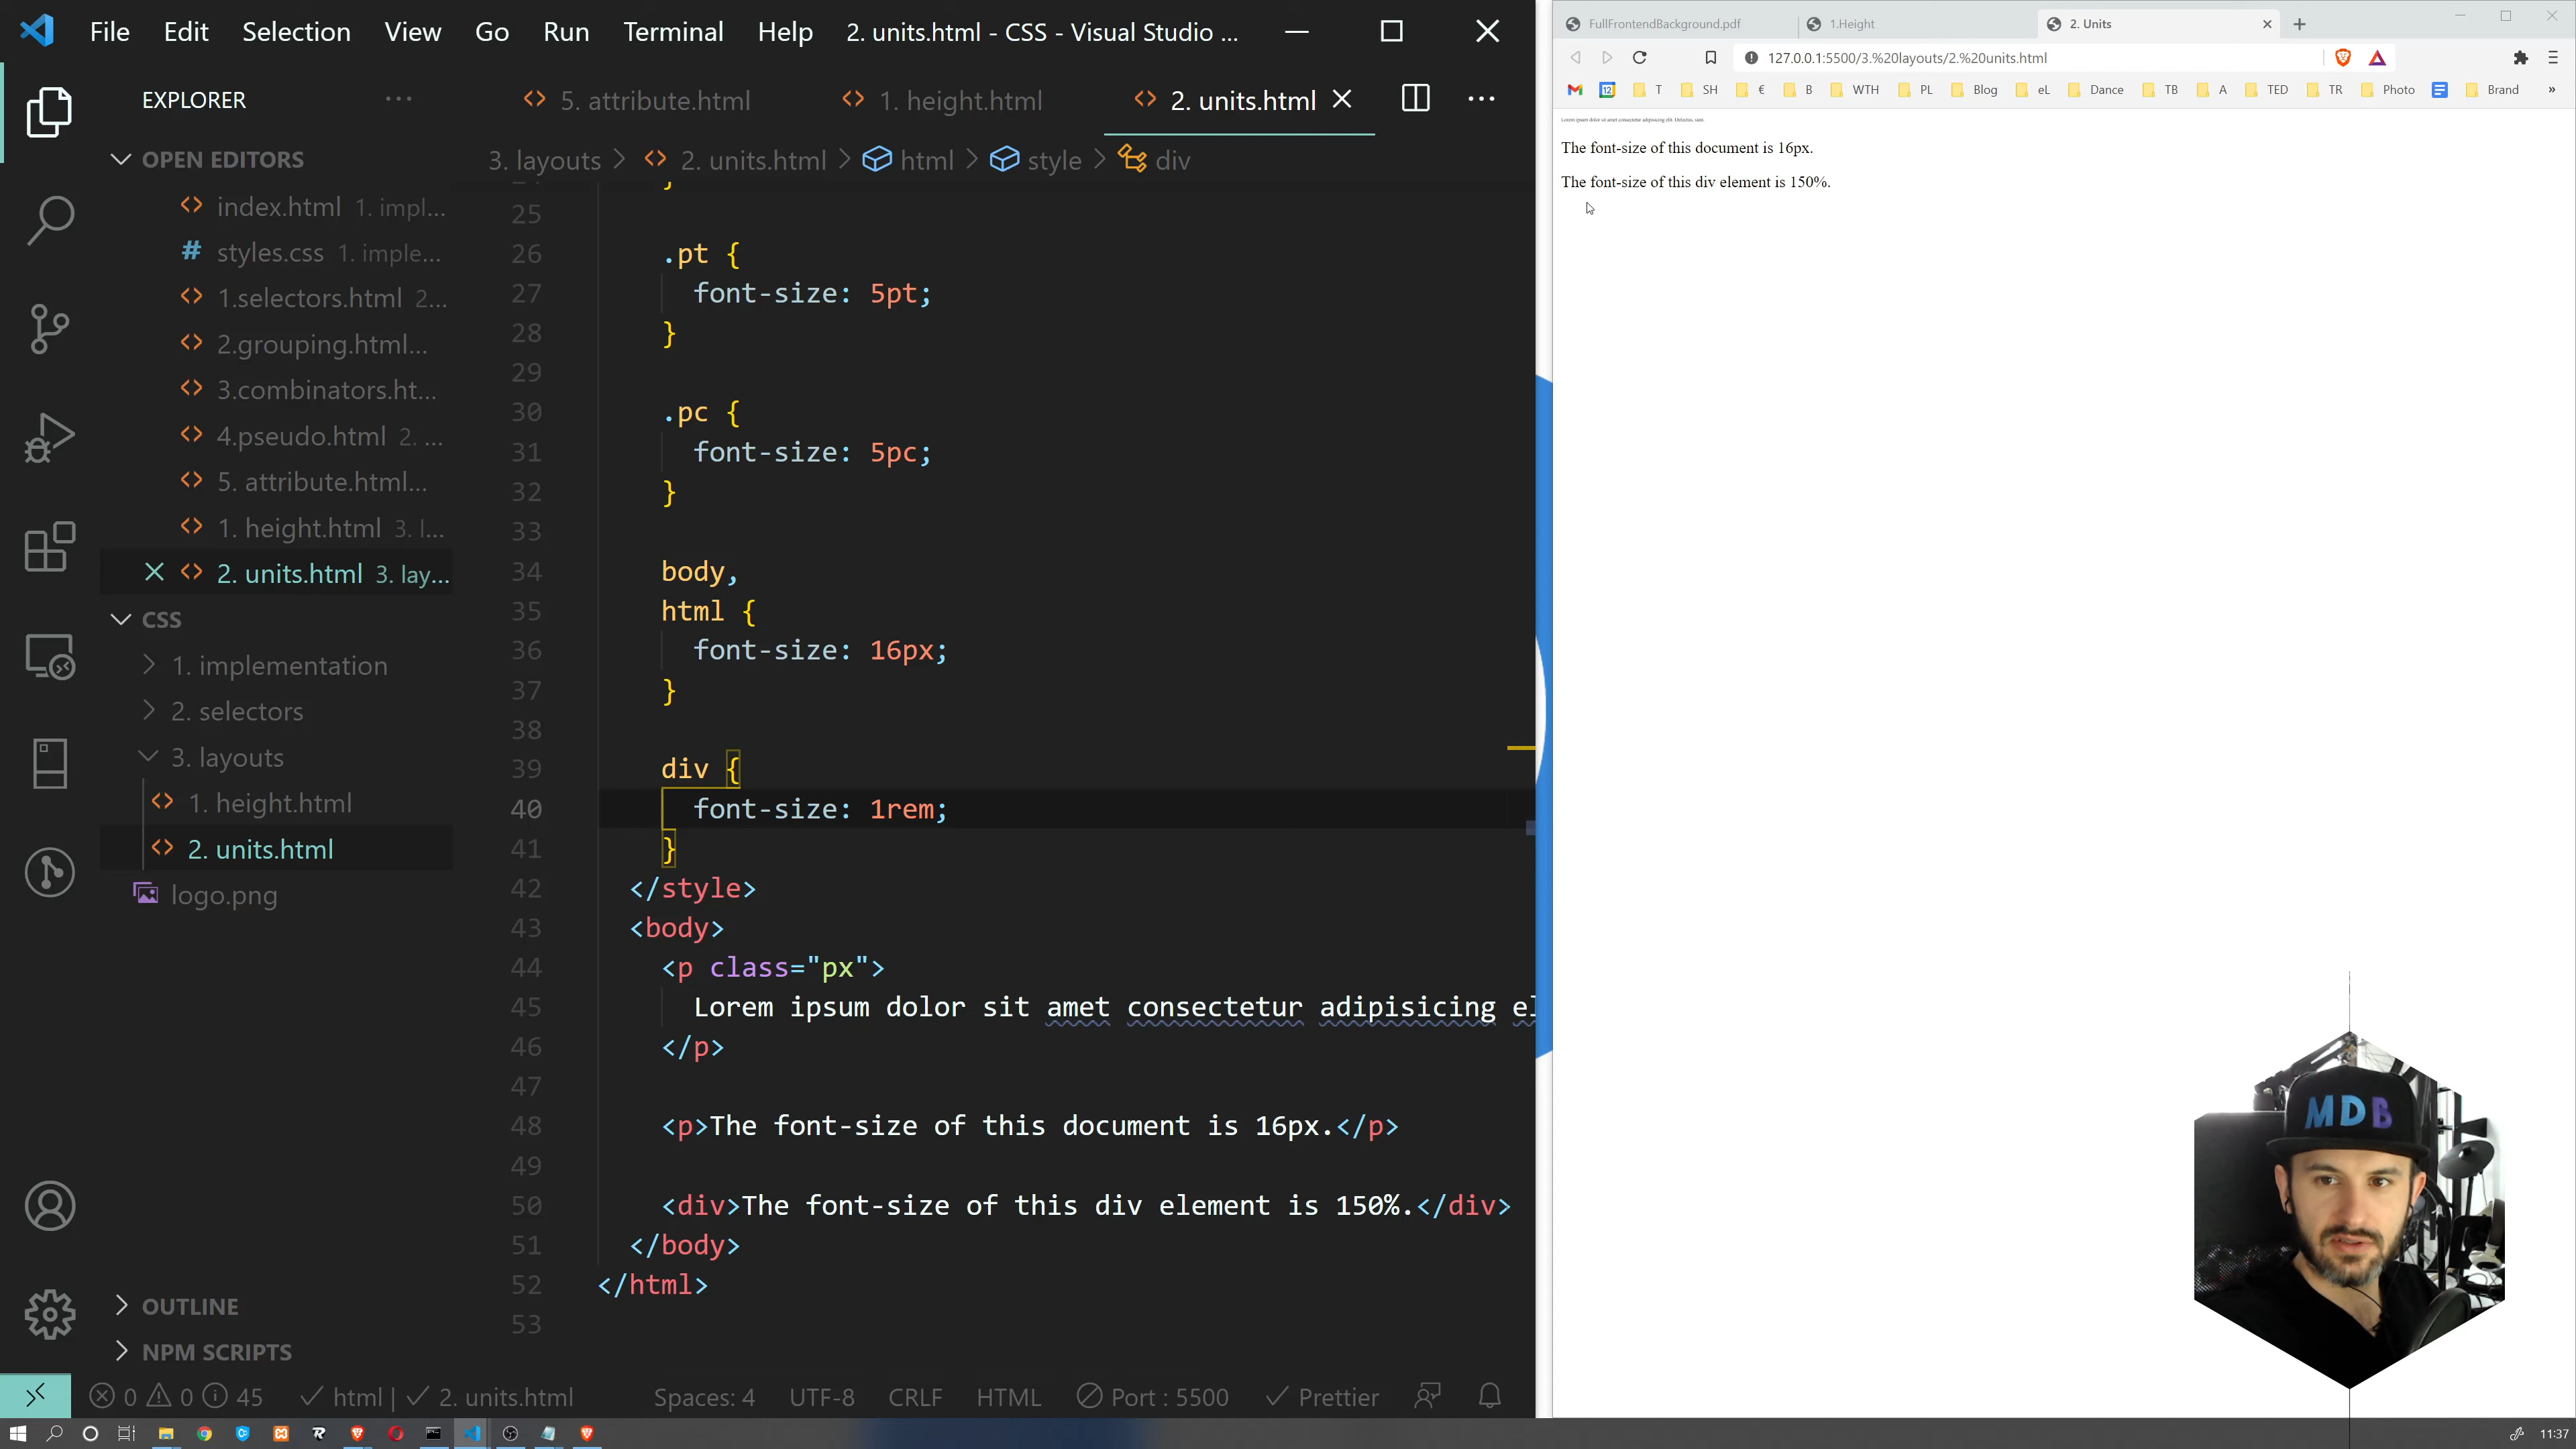 File Edit Selection View Go Run Terminal Help 2. units.html - CSS - Visual Studio ...
EXPLORER ...
5. attribute.html
1. height.html
2. units.html
3. layouts > 2. units.html > html > style > div
OPEN EDITORS
index.html 1. impl...
styles.css 1. imple...
1.selectors.html 2...
2.grouping.html...
3.combinators.ht...
4.pseudo.html 2. ...
5. attribute.html...
1. height.html 3. l...
2. units.html 3. lay...
CSS
1. implementation
2. selectors
3. layouts
1. height.html
2. units.html
logo.png
OUTLINE
NPM SCRIPTS
25
26 .pt {
27 font-size: 5pt;
28 }
29
30 .pc {
31 font-size: 5pc;
32 }
33
34 body,
35 html {
36 font-size: 16px;
37 }
38
39 div {
40 font-size: 1rem;
41 }
42 </style>
43 <body>
44 <p class="px">
45 Lorem ipsum dolor sit amet consectetur adipisicing el
46 </p>
47
48 <p>The font-size of this document is 16px.</p>
49
50 <div>The font-size of this div element is 150%.</div>
51 </body>
52 </html>
53
0 0 45 html | 2. units.html Spaces: 4 UTF-8 CRLF HTML Port : 5500 Prettier
FullFrontendBackground.pdf
1.Height
2. Units
127.0.0.1:5500/3.%20layouts/2.%20units.html
12 T SH € B WTH PL Blog eL Dance TB A TED TR Photo Brand »
Lorem ipsum dolor sit amet consectetur adipisicing elit. Delectus, sunt.
The font-size of this document is 16px.
The font-size of this div element is 150%.
MDB
11:37